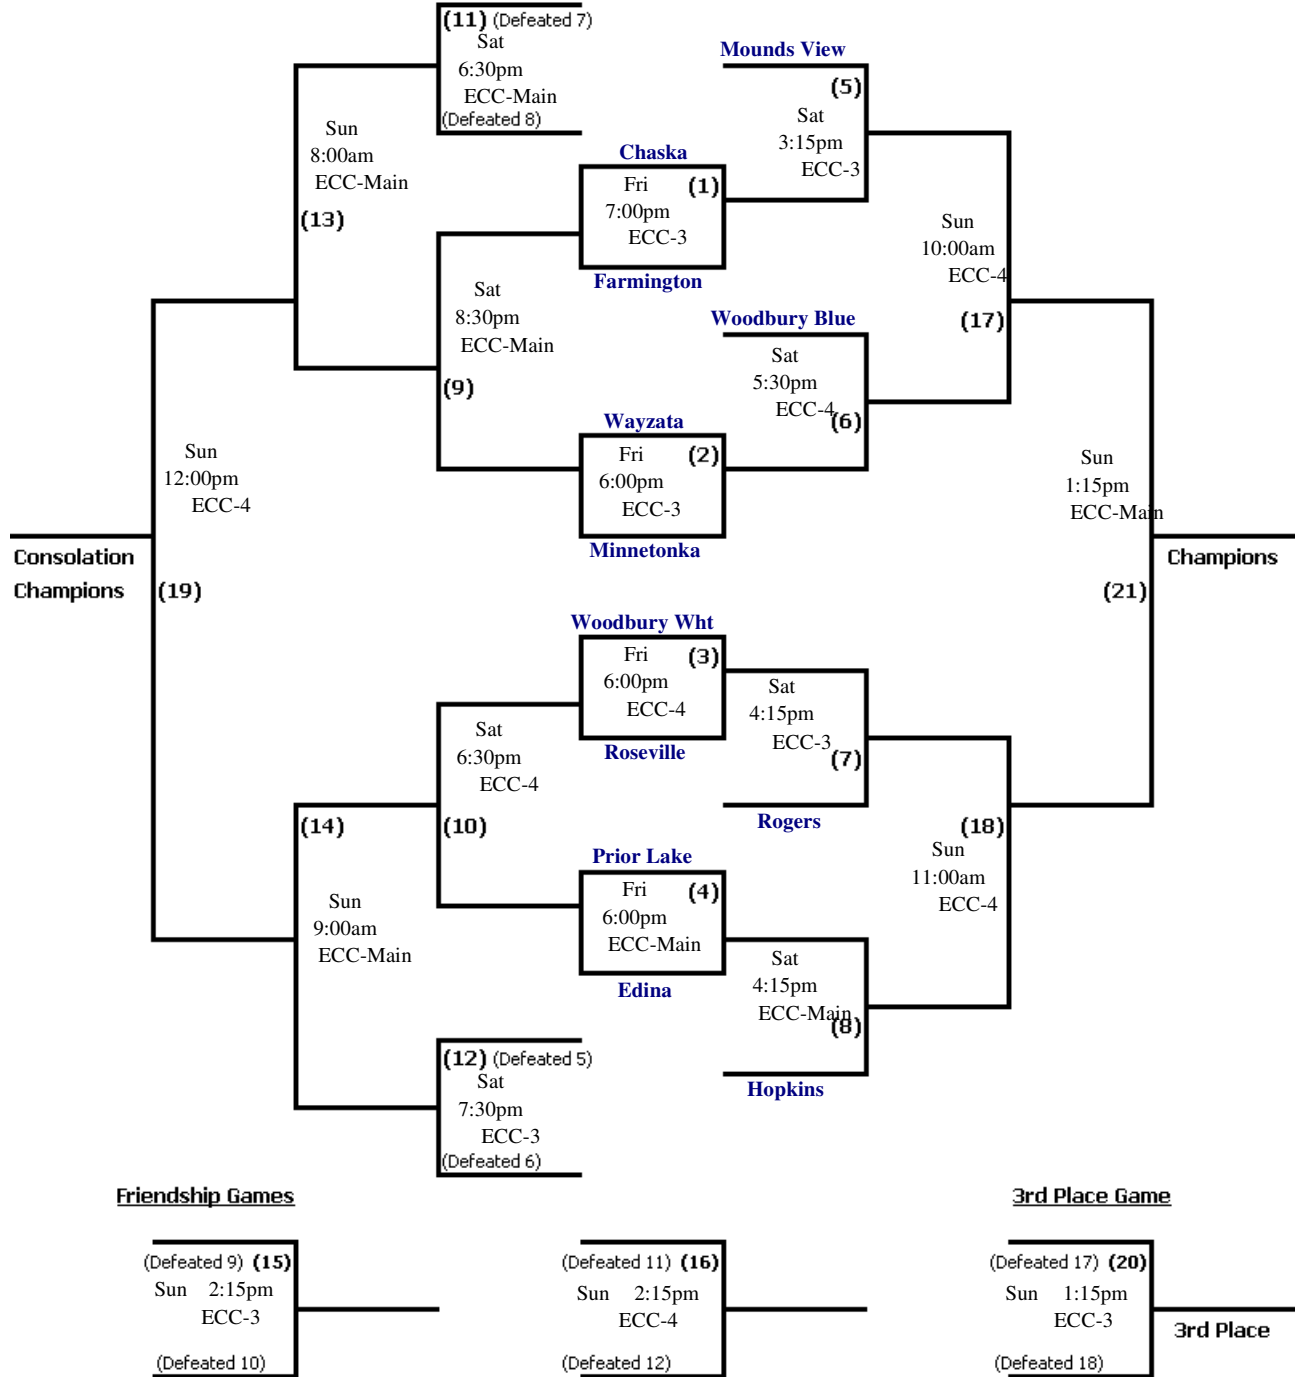 (11) (Defeated 7)
Sat
6:30pm
ECC-Main
(Defeated 8)
Mounds View
(5)
Sat
3:15pm
ECC-3
Sun
8:00am
ECC-Main
(13)
Chaska
Fri (1)
7:00pm
ECC-3
Farmington
Sun
10:00am
ECC-4
(17)
Sat
8:30pm
ECC-Main
(9)
Woodbury Blue
Sat
5:30pm
ECC-4
(6)
Wayzata
Fri (2)
6:00pm
ECC-3
Minnetonka
Sun
12:00pm
ECC-4
Consolation
Champions (19)
Sun
1:15pm
ECC-Main
Champions
(21)
Woodbury Wht
Fri (3)
6:00pm
ECC-4
Roseville
Sat
4:15pm
ECC-3
(7)
Rogers
Sat
6:30pm
ECC-4
(10)
(14)
Sun
9:00am
ECC-Main
(18)
Sun
11:00am
ECC-4
Prior Lake
Fri (4)
6:00pm
ECC-Main
Edina
Sat
4:15pm
ECC-Main
(8)
Hopkins
(12) (Defeated 5)
Sat
7:30pm
ECC-3
(Defeated 6)
Friendship Games
3rd Place Game
(Defeated 9) (15)
Sun 2:15pm
ECC-3
(Defeated 10)
(Defeated 11) (16)
Sun 2:15pm
ECC-4
(Defeated 12)
(Defeated 17) (20)
Sun 1:15pm
ECC-3
3rd Place
(Defeated 18)